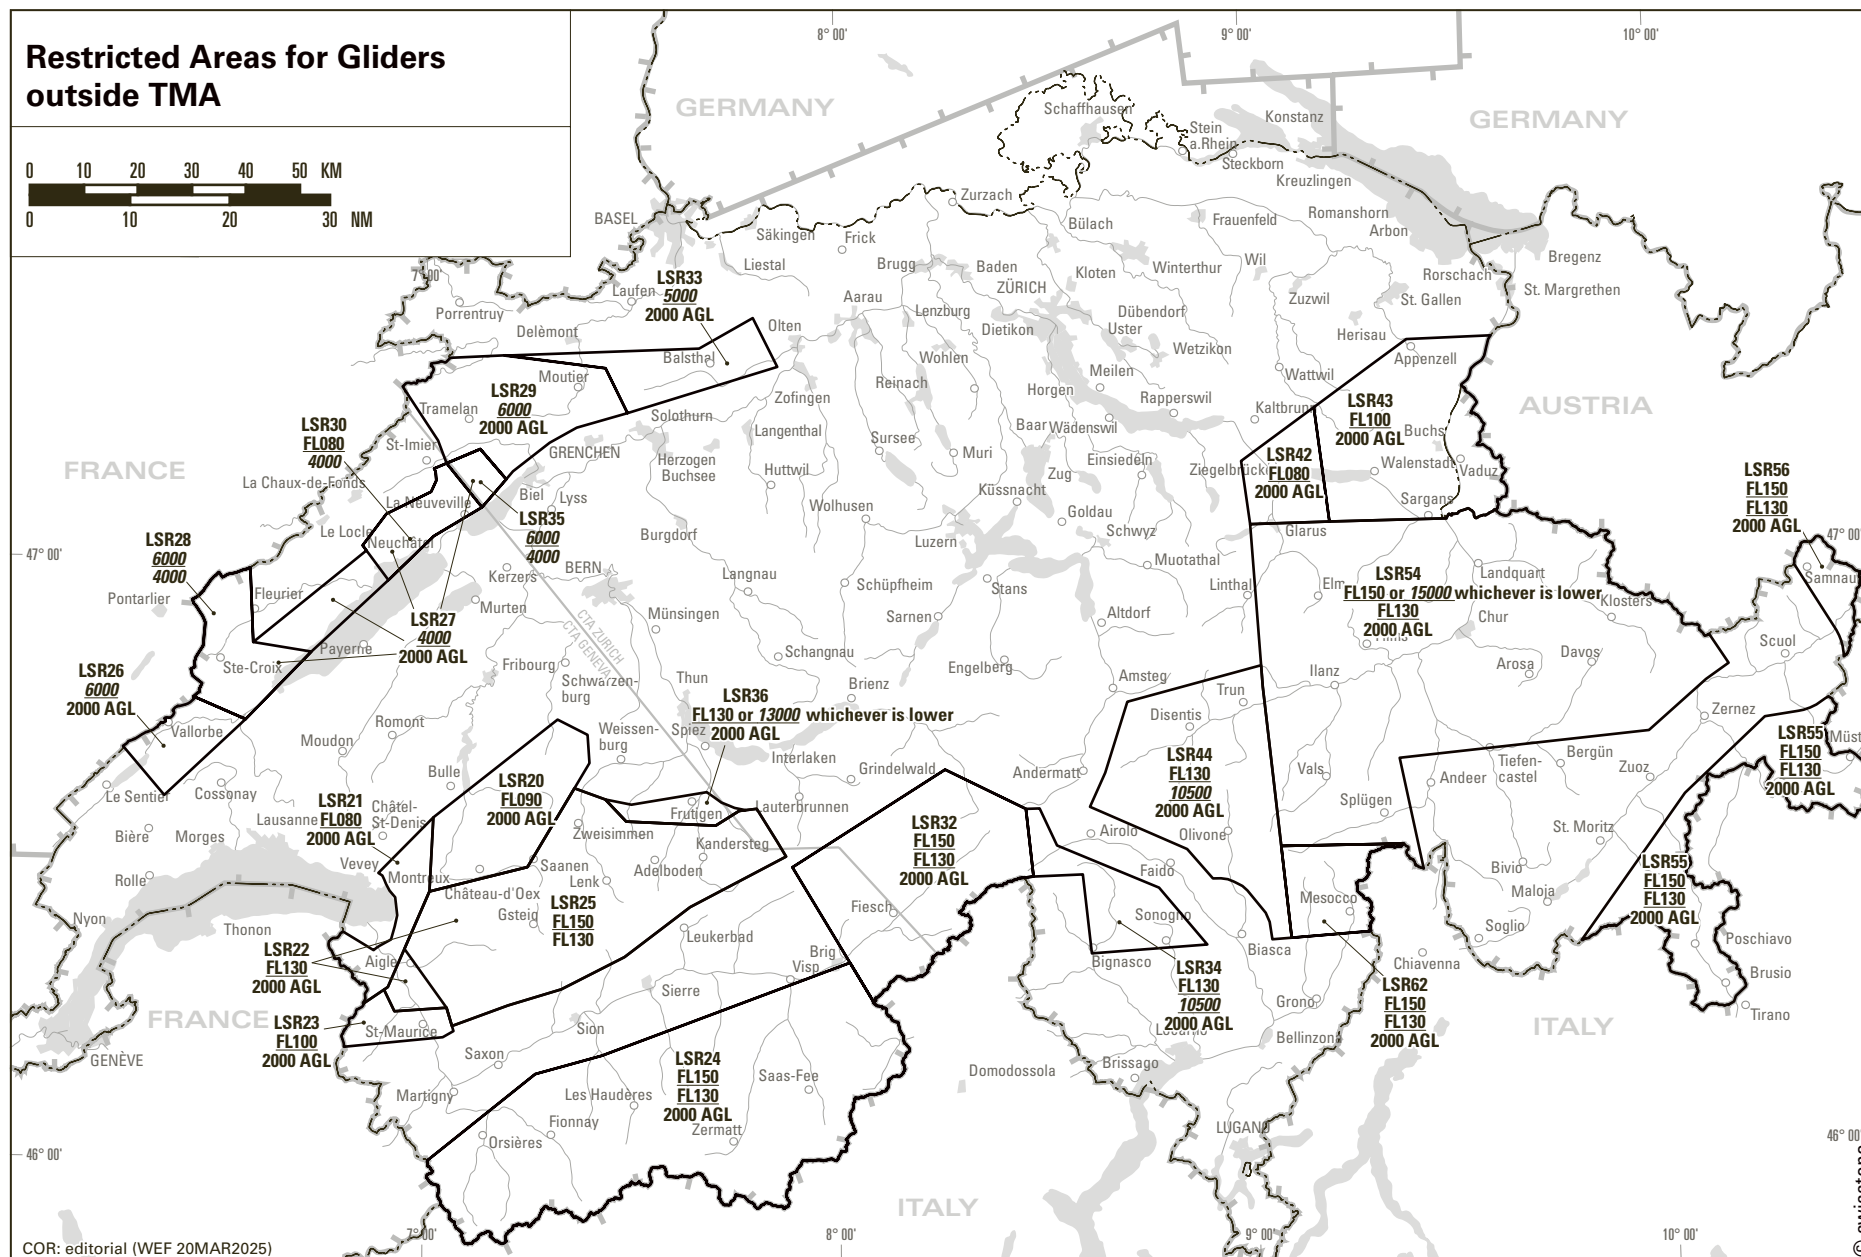 Restricted Areas for Gliders
outside TMA
0 10 20 30 40 50 KM
0 10 20 30 NM
8° 00'
9° 00'
10° 00'
GERMANY
GERMANY
Schaffhausen
Stein
a.Rhein
Konstanz
Steckborn
Kreuzlingen
Zurzach
BASEL
Säkingen
Frick
Bülach
Frauenfeld
Romanshorn
Arbon
Liestal
Brugg
Baden
Kloten
Winterthur
Wil
Bregenz
Rorschach
LSR33
5000
2000 AGL
Laufen
Aarau
ZÜRICH
Zuzwil
St. Gallen
St. Margrethen
Porrentruy
Delèmont
Olten
Lenzburg
Dietikon
Dübendorf
Uster
Herisau
Balsthal
Wohlen
Wetzikon
Appenzell
Moutier
Reinach
Meilen
Wattwil
LSR29
6000
2000 AGL
Tramelan
Zofingen
Horgen
Rapperswil
Kaltbrunn
LSR43
FL100
2000 AGL
AUSTRIA
LSR30
FL080
4000
St-Imier
Solothurn
Langenthal
Sursee
Baar
Wädenswil
Buchs
GRENCHEN
Herzogen
Buchsee
Huttwil
Muri
Zug
Einsiedeln
Ziegelbrücke
LSR42
FL080
2000 AGL
Walenstadt
Vaduz
LSR56
FL150
FL130
2000 AGL
FRANCE
La Chaux-de-Fonds
La Neuveville
Biel
Lyss
Wolhusen
Küssnacht
Goldau
Sargans
Le Locle
Neuchâtel
LSR35
6000
4000
Burgdorf
Luzern
Schwyz
Glarus
47° 00'
LSR28
6000
4000
BERN
Muotathal
47° 00'
Pontarlier
Fleurier
Kerzers
Langnau
Schüpfheim
Stans
Linthal
Elm
LSR54
FL150 or 15000 whichever is lower
FL130
2000 AGL
Landquart
Samnaun
Klosters
LSR27
4000
2000 AGL
Murten
Münsingen
Sarnen
Altdorf
Chur
CTA ZURICH
CTA GENEVA
Payerne
Ste-Croix
Fribourg
Schangnau
Engelberg
Scuol
LSR26
6000
2000 AGL
Schwarzen-
burg
Thun
Brienz
Amsteg
Trun
Ilanz
Arosa
Davos
LSR36
FL130 or 13000 whichever is lower
2000 AGL
Vallorbe
Romont
Moudon
Weissen-
burg
Spiez
Disentis
Zernez
Interlaken
Grindelwald
Andermatt
LSR44
FL130
10500
2000 AGL
Vals
Andeer
Tiefen-
castel
Bergün
Zuoz
LSR55
FL150
FL130
2000 AGL
Le Sentier
Cossonay
Bulle
LSR20
FL090
2000 AGL
LSR21
FL080
2000 AGL
Châtel-
St-Denis
Lausanne
Bière
Morges
Frutigen
Lauterbrunnen
Splügen
Zweisimmen
Kandersteg
LSR32
FL150
FL130
2000 AGL
Airolo
Olivone
St. Moritz
Vevey
Montreux
Rolle
Saanen
Lenk
Adelboden
Faido
Bivio
Maloja
LSR55
FL150
FL130
2000 AGL
Château-d'Oex
Gsteig
LSR25
FL150
FL130
Fiesch
Sonogno
Mesocco
Nyon
Thonon
Leukerbad
Biasca
Soglio
Poschiavo
LSR22
FL130
2000 AGL
Aigle
Brig
Visp
Bignasco
LSR34
FL130
10500
2000 AGL
Chiavenna
Brusio
Sierre
Grono
LSR62
FL150
FL130
2000 AGL
Tirano
FRANCE
LSR23
FL100
2000 AGL
St-Maurice
Sion
Bellinzona
ITALY
GENÈVE
Saxon
LSR24
FL150
FL130
2000 AGL
Saas-Fee
Domodossola
Brissago
Martigny
Les Haudères
Fionnay
Orsières
Zermatt
LUGANO
46° 00'
46° 00'
ITALY
7° 00'
8° 00'
9° 00'
10° 00'
COR: editorial (WEF 20MAR2025)